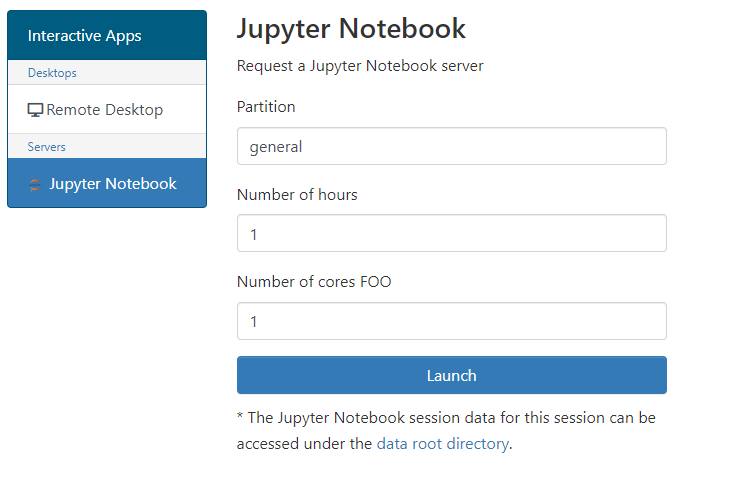 Interactive Apps
Desktops
Remote Desktop
Servers
Jupyter Notebook
Jupyter Notebook
Request a Jupyter Notebook server
Partition
general
Number of hours
1
Number of cores FOO
1
Launch
* The Jupyter Notebook session data for this session can be
accessed under the data root directory.